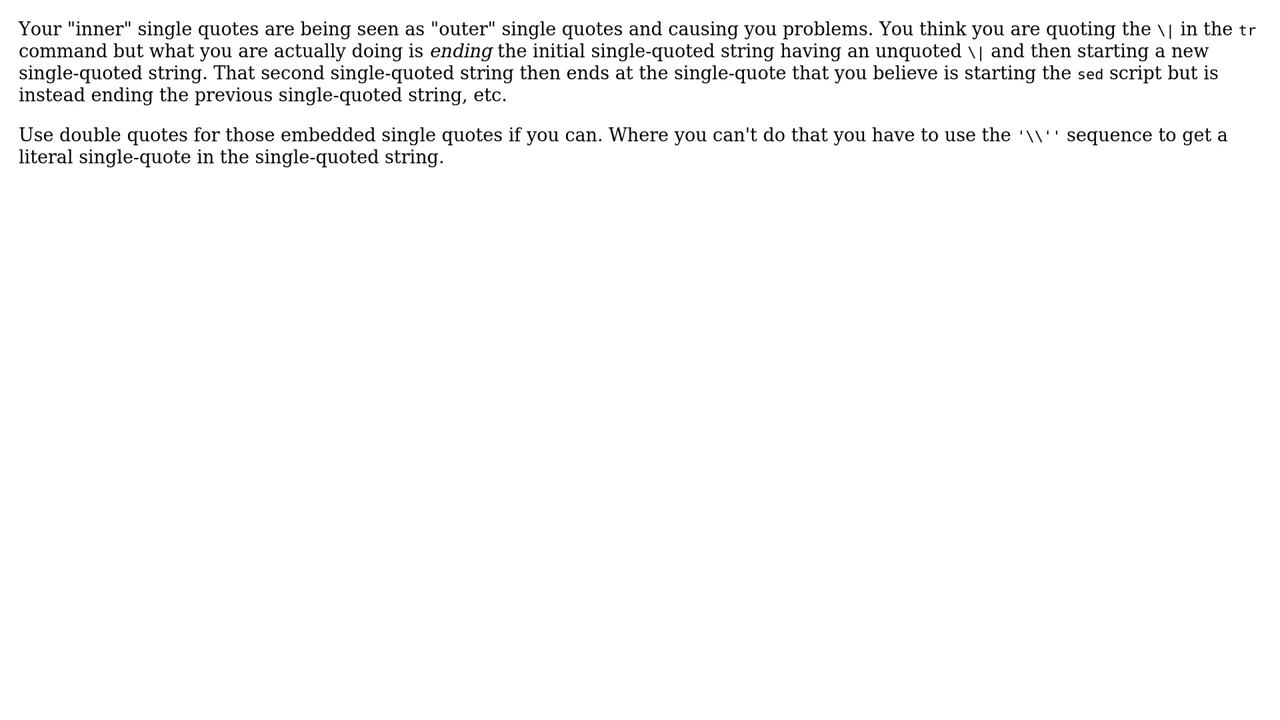 Your "inner" single quotes are being seen as "outer" single quotes and causing you problems. You think you are quoting the \| in the tr
command but what you are actually doing is ending the initial single-quoted string having an unquoted \| and then starting a new
single-quoted string. That second single-quoted string then ends at the single-quote that you believe is starting the sed script but is
instead ending the previous single-quoted string, etc.
Use double quotes for those embedded single quotes if you can. Where you can't do that you have to use the '\\'' sequence to get a
literal single-quote in the single-quoted string.